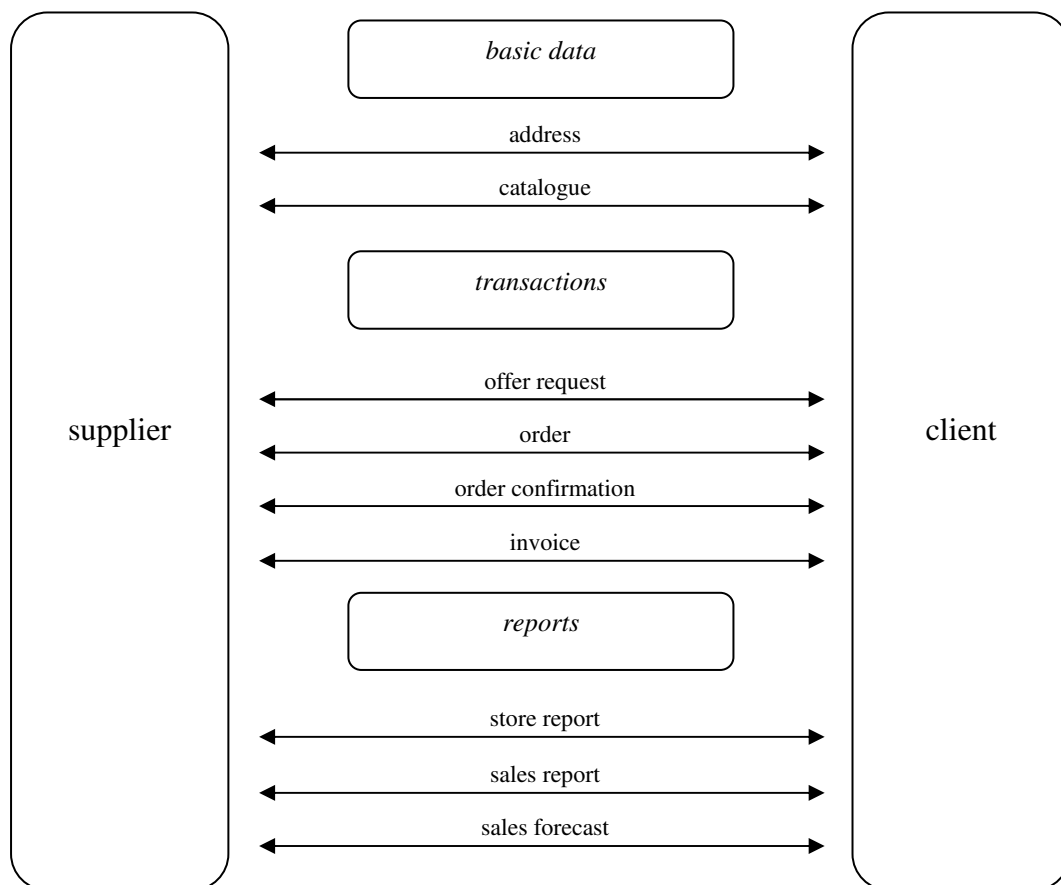 basic data
address
catalogue
transactions
offer request
supplier
order
client
order confirmation
invoice
reports
store report
sales report
sales forecast